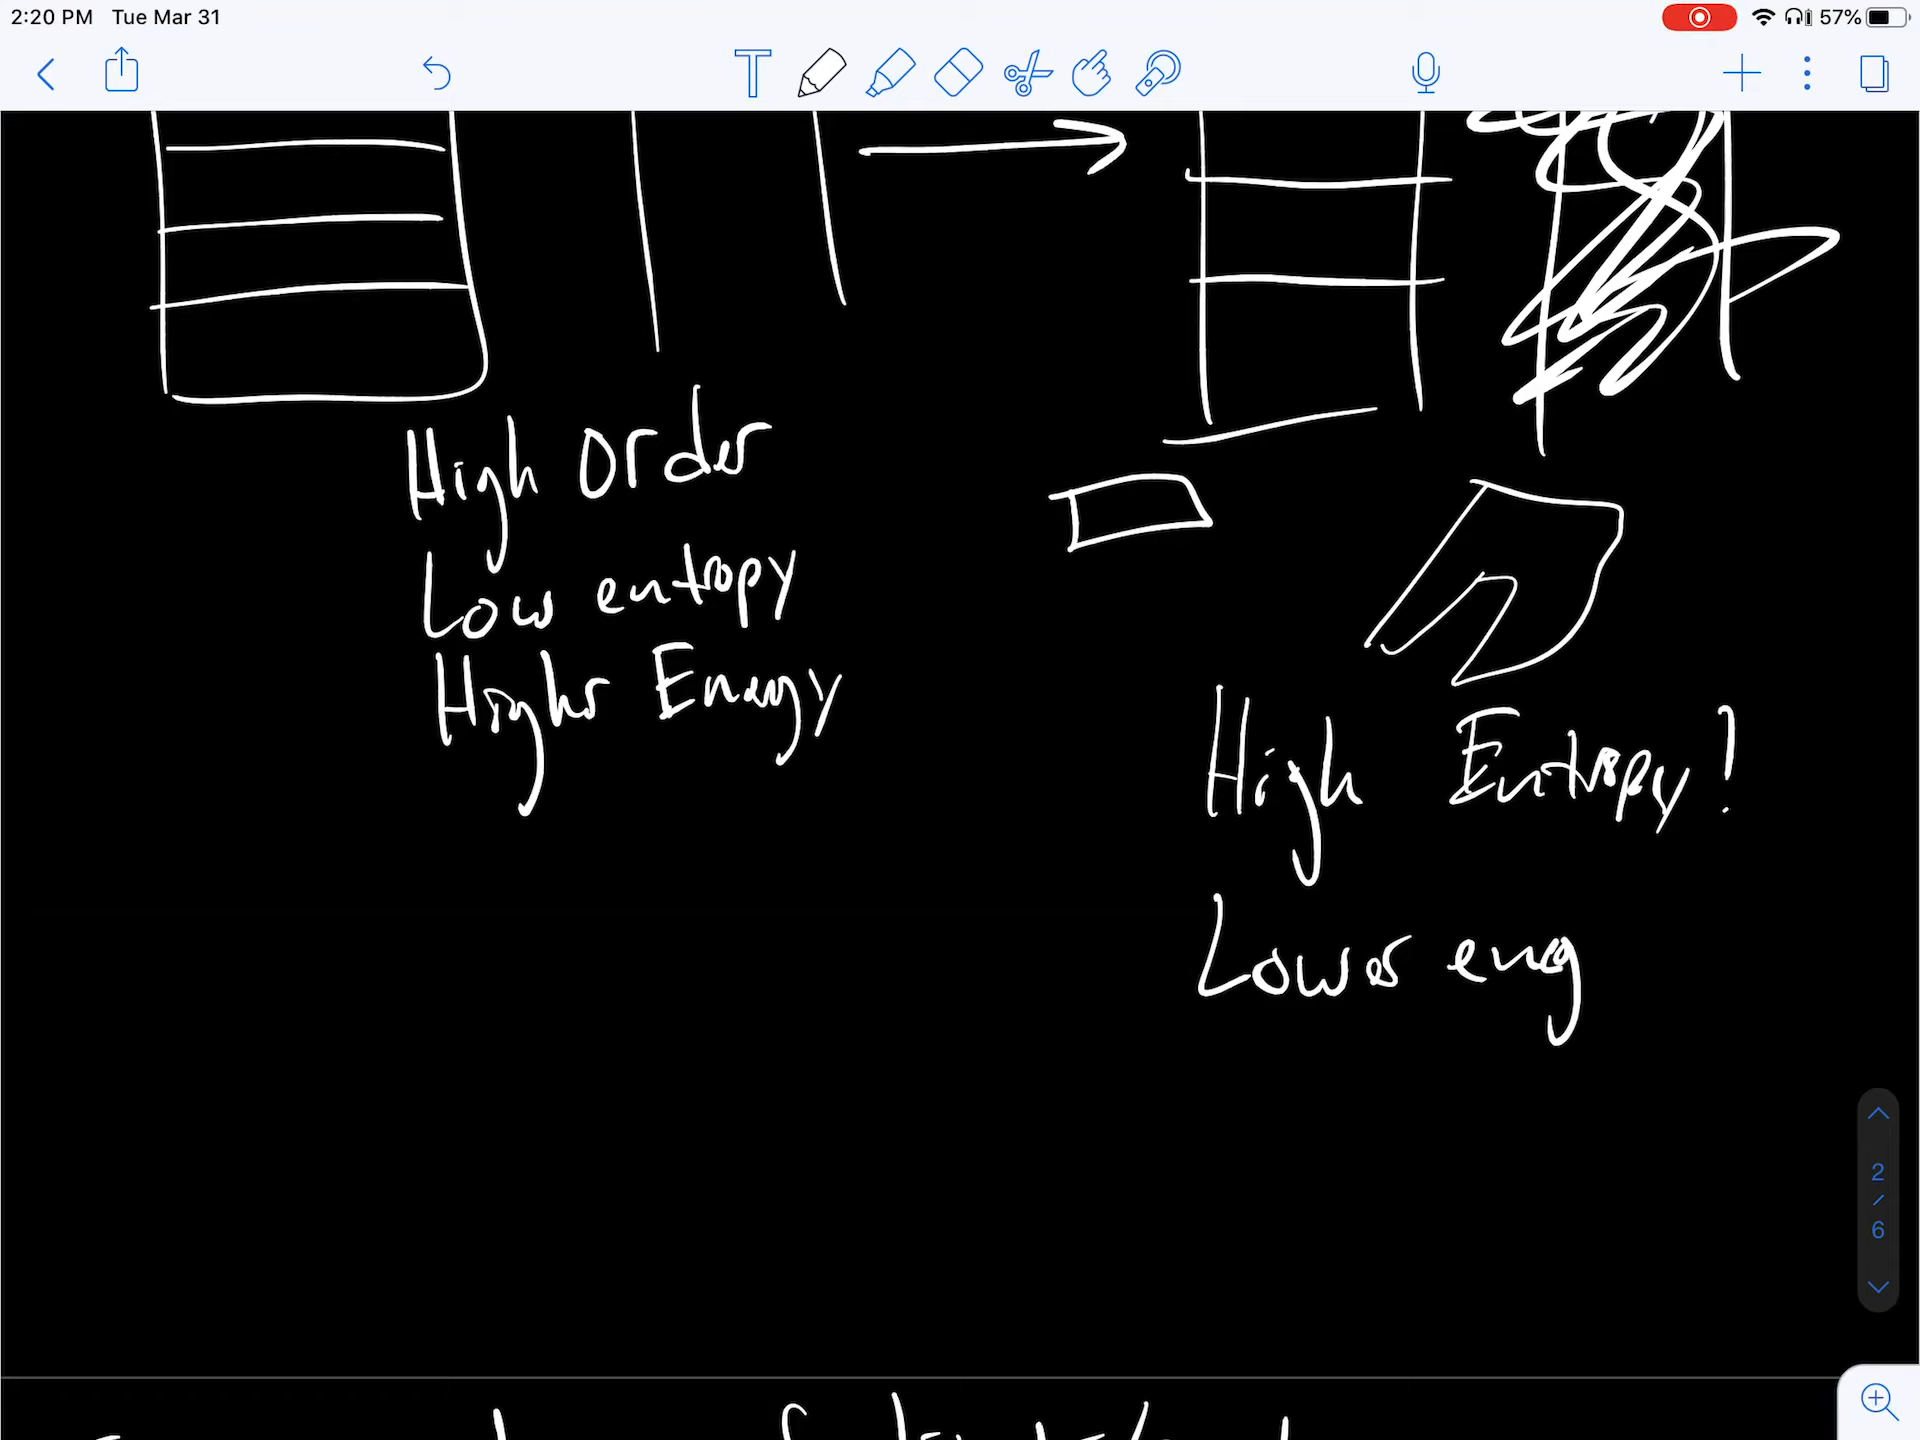 2:20 PM Tue Mar 31
57%
T
High Order
Low entropy
Higher Energy
High Entropy!
Lower eng
2
/
6